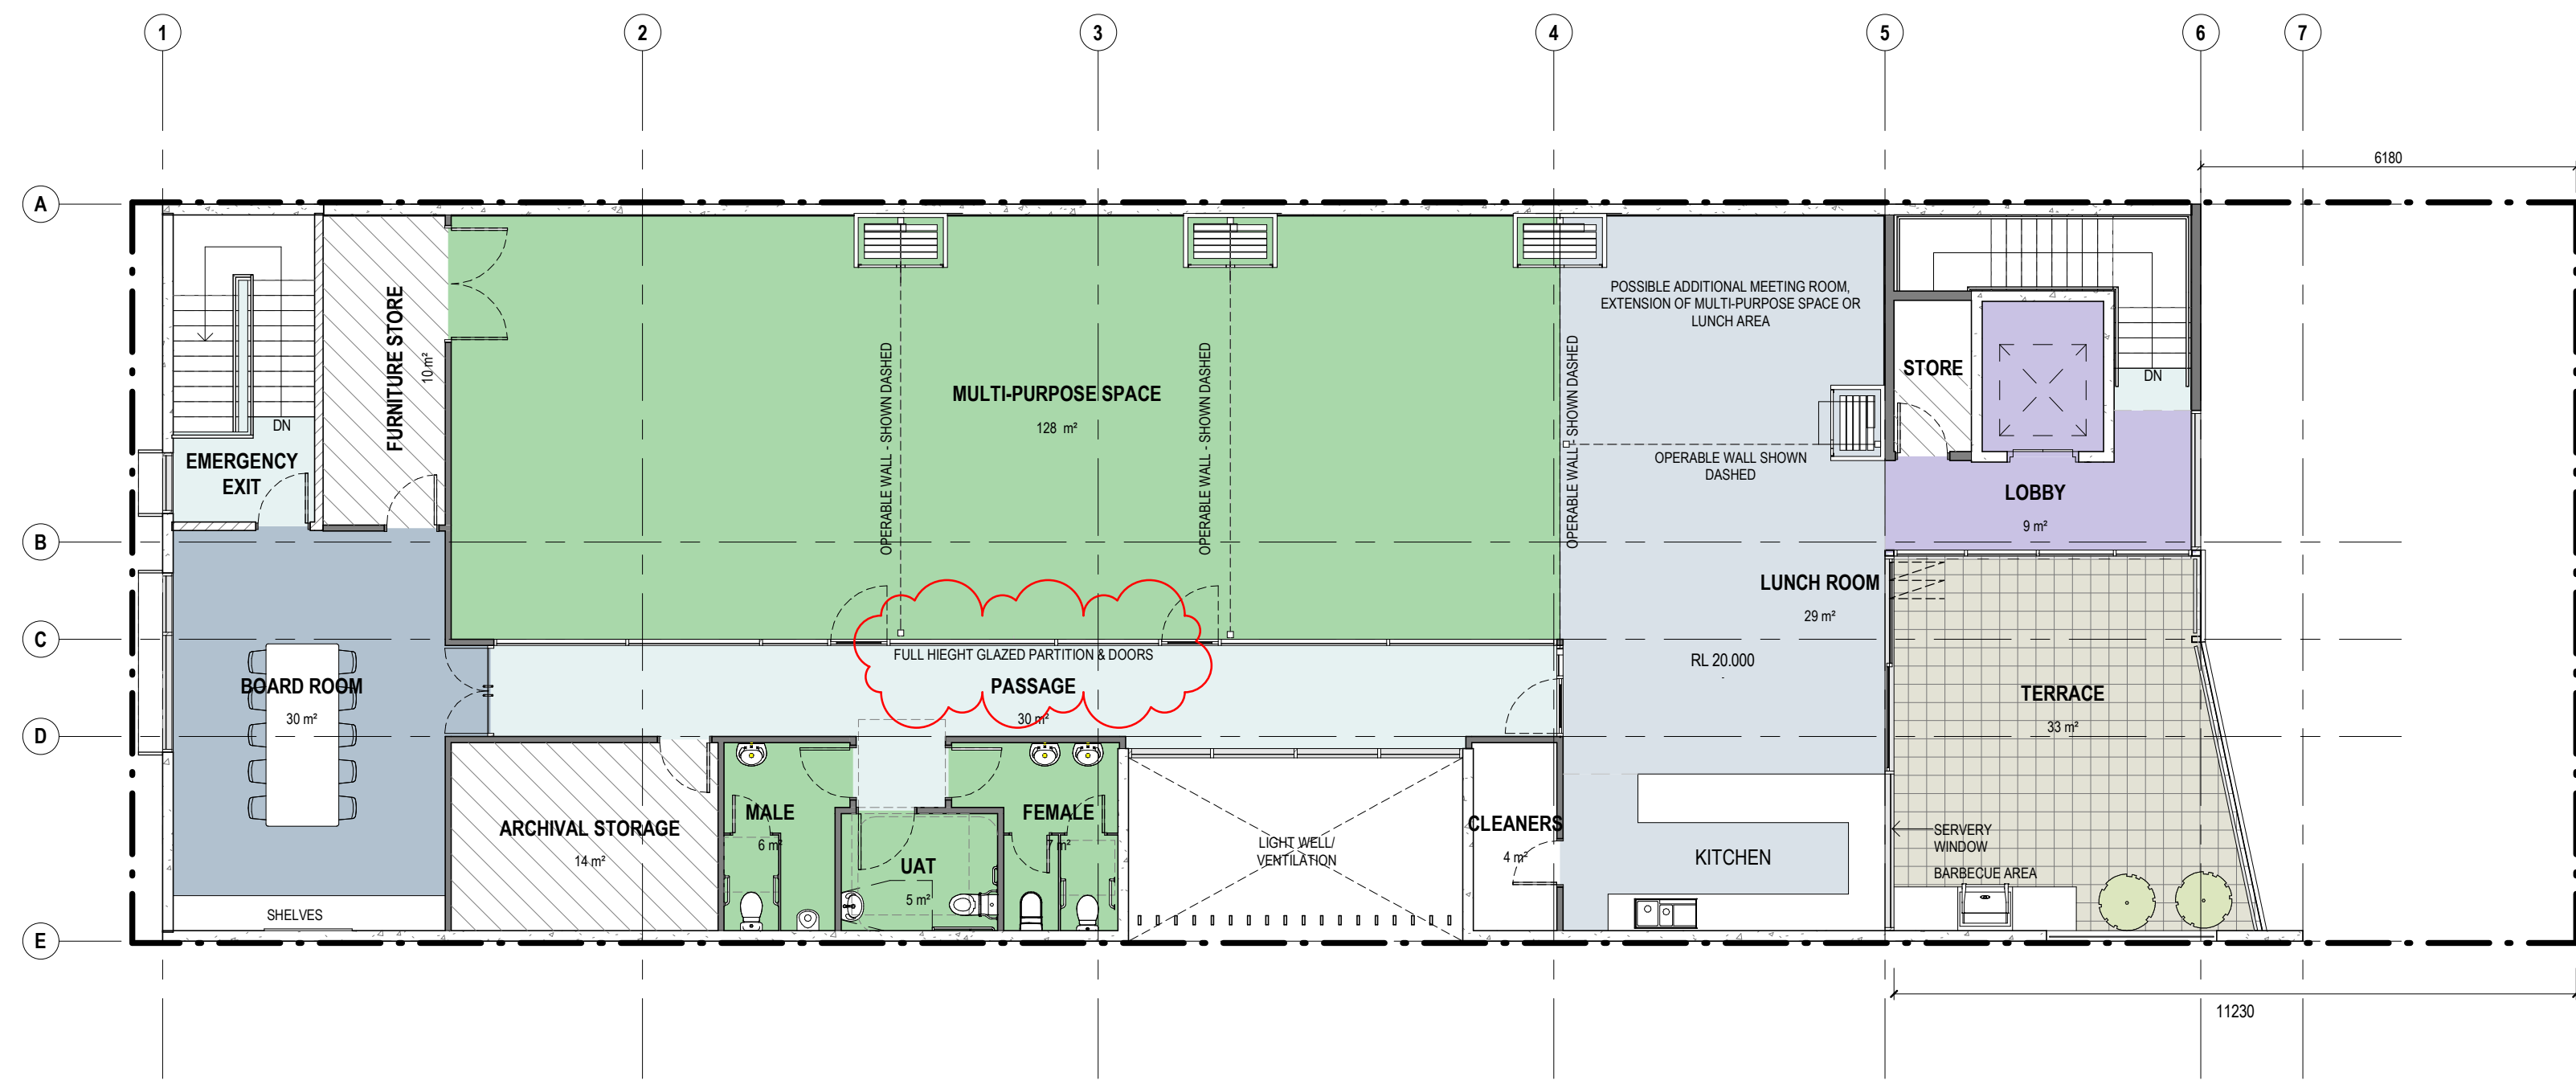 1
2
3
4
5
6
7
6180
A
B
C
D
E
FURNITURE STORE
10 m²
DN
EMERGENCY
EXIT
OPERABLE WALL - SHOWN DASHED
MULTI-PURPOSE SPACE
128 m²
OPERABLE WALL - SHOWN DASHED
OPERABLE WALL - SHOWN DASHED
POSSIBLE ADDITIONAL MEETING ROOM,
EXTENSION OF MULTI-PURPOSE SPACE OR
LUNCH AREA
OPERABLE WALL SHOWN
DASHED
STORE
DN
LOBBY
9 m²
LUNCH ROOM
29 m²
RL 20.000
FULL HIEGHT GLAZED PARTITION & DOORS
PASSAGE
30 m²
BOARD ROOM
30 m²
SHELVES
ARCHIVAL STORAGE
14 m²
MALE
6 m²
UAT
5 m²
FEMALE
7 m²
LIGHT WELL/
VENTILATION
CLEANERS
4 m²
KITCHEN
TERRACE
33 m²
SERVERY
WINDOW
BARBECUE AREA
11230